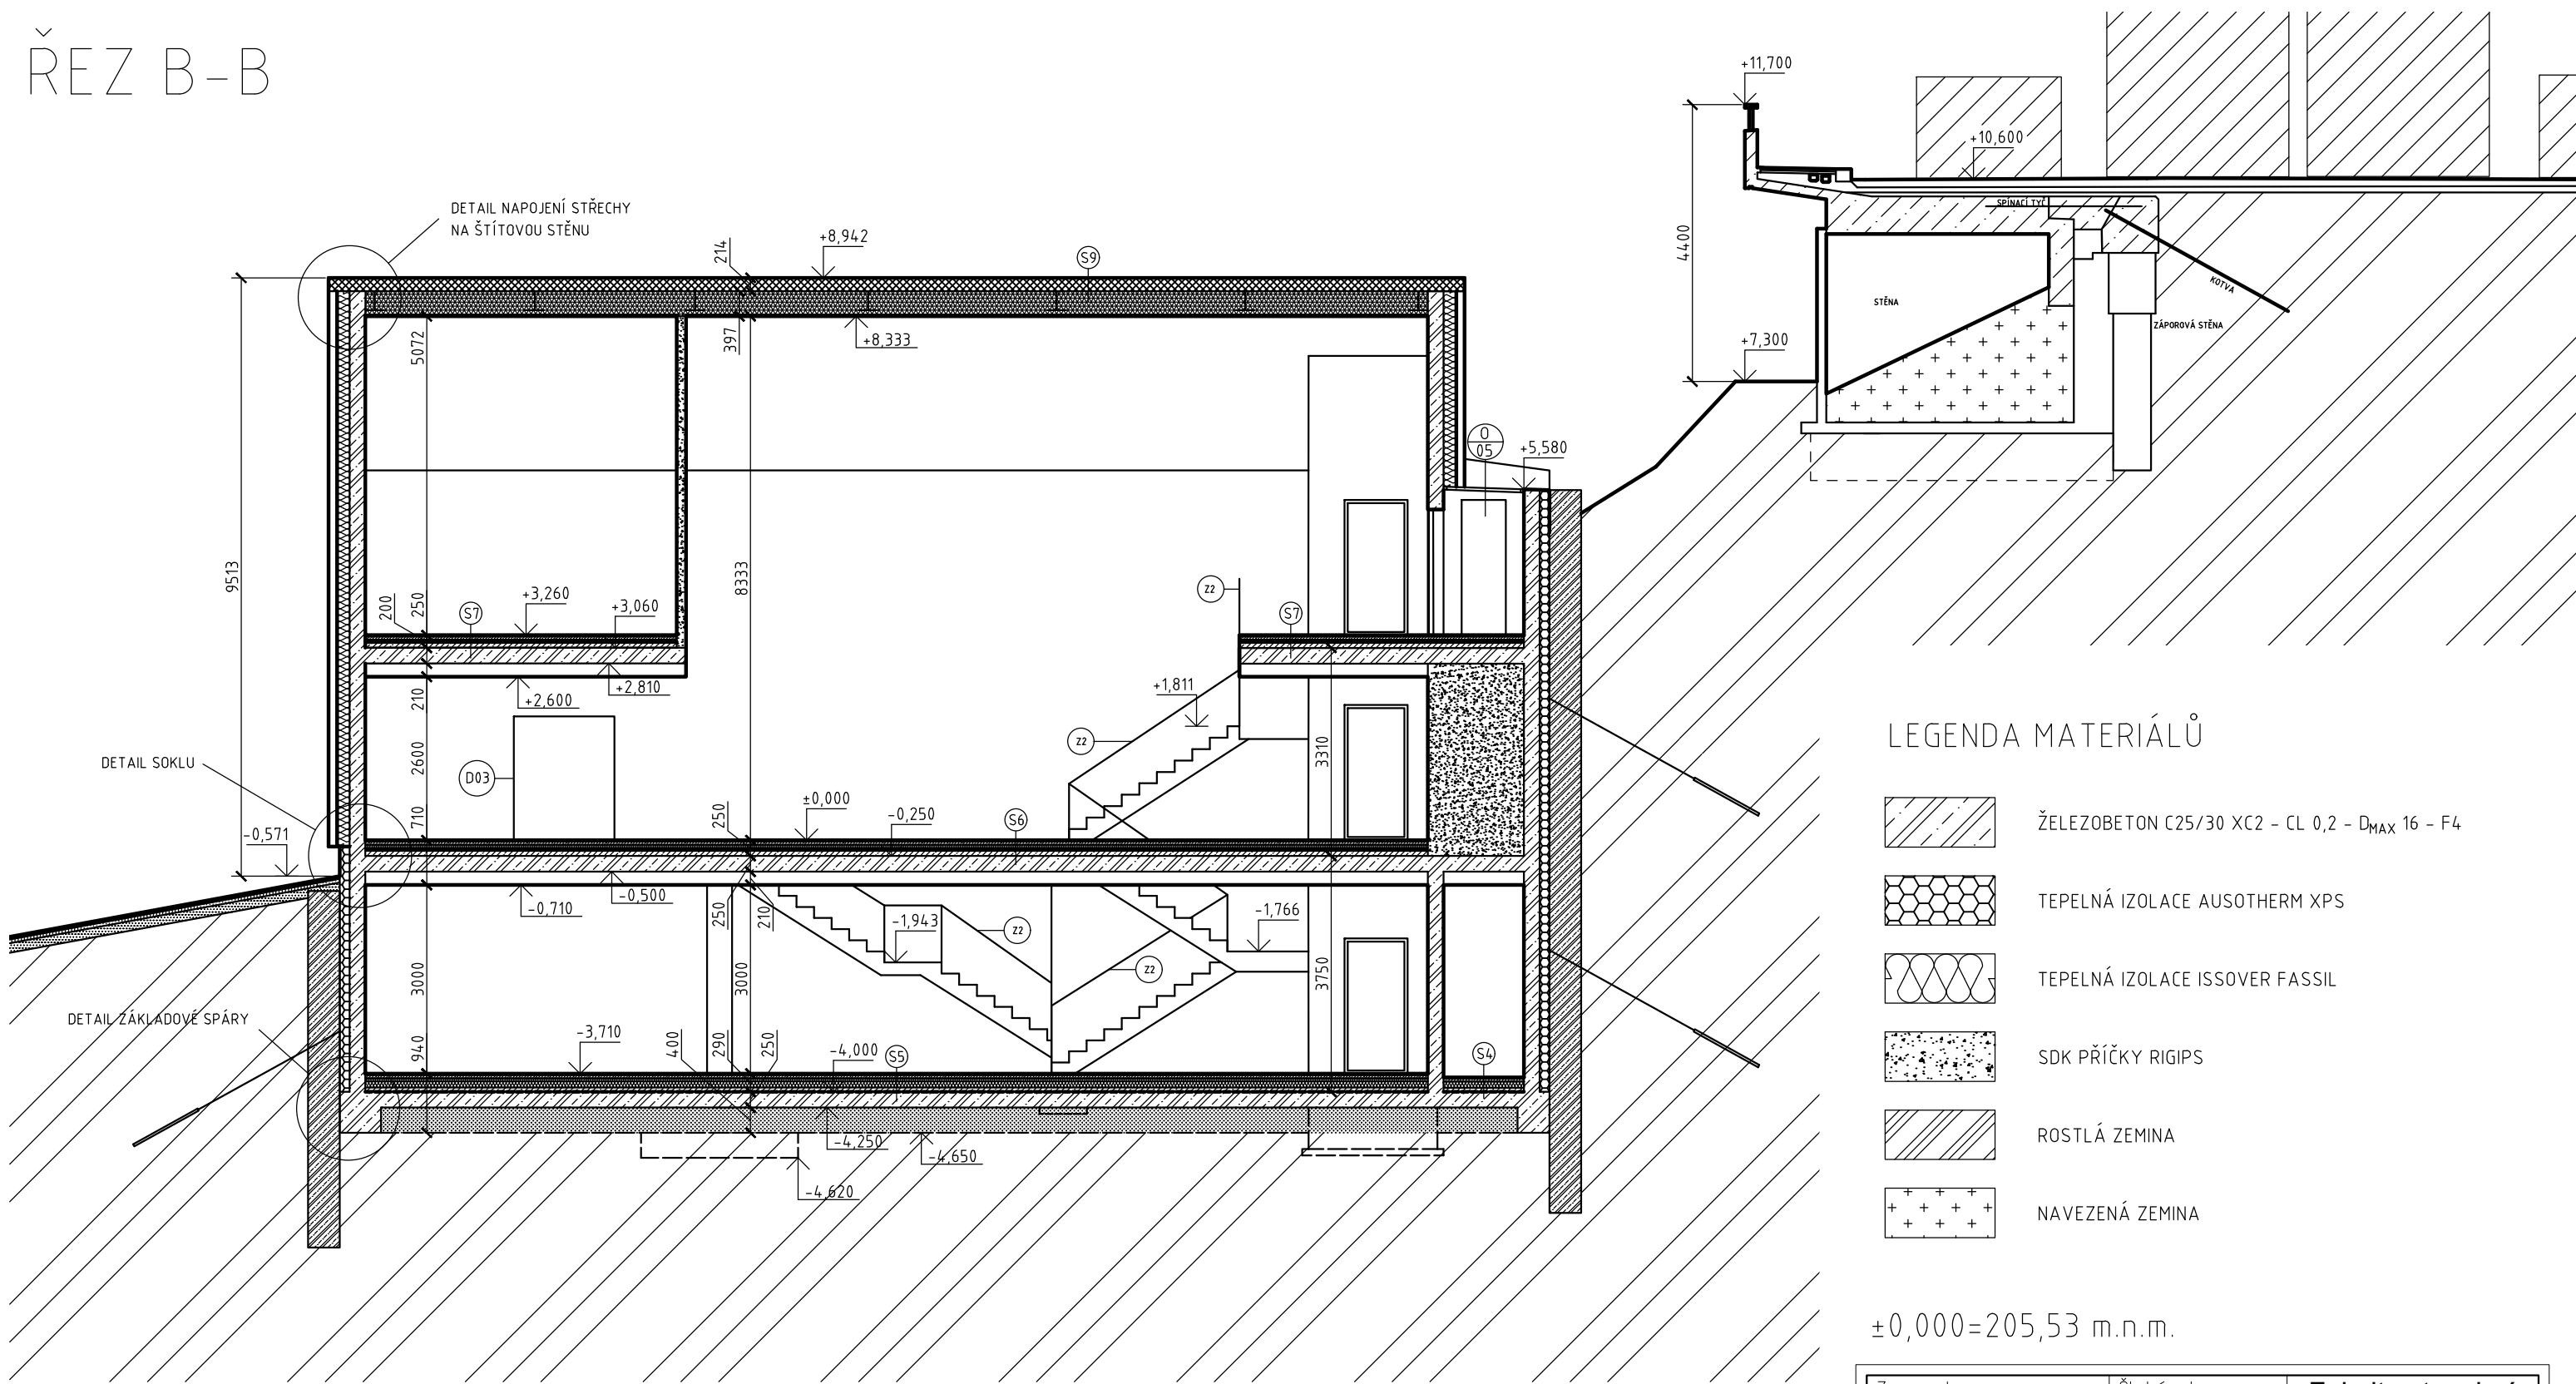 ŘEZ B-B
+11,700
+10,600
SPÍNACÍ TYČ
4400
KOTVA
STĚNA
ZÁPOROVÁ STĚNA
+7,300
DETAIL NAPOJENÍ STŘECHY
NA ŠTÍTOVOU STĚNU
214
+8,942
S9
5072
397
+8,333
O
05
+5,580
9513
200
250
S7
+3,260
+3,060
8333
Z2
S7
+2,810
+2,600
210
+1,811
Z2
3310
DETAIL SOKLU
2600
D03
710
250
±0,000
-0,250
S6
-0,571
-0,710
-0,500
250
210
-1,943
Z2
-1,766
Z2
3000
3000
3750
DETAIL ZÁKLADOVÉ SPÁRY
940
-3,710
400
290
250
-4,000
S5
S4
-4,250
-4,650
-4,620
LEGENDA MATERIÁLŮ
ŽELEZOBETON C25/30 XC2 - CL 0,2 - DMAX 16 - F4
TEPELNÁ IZOLACE AUSOTHERM XPS
TEPELNÁ IZOLACE ISSOVER FASSIL
SDK PŘÍČKY RIGIPS
ROSTLÁ ZEMINA
NAVEZENÁ ZEMINA
±0,000=205,53 m.n.m.